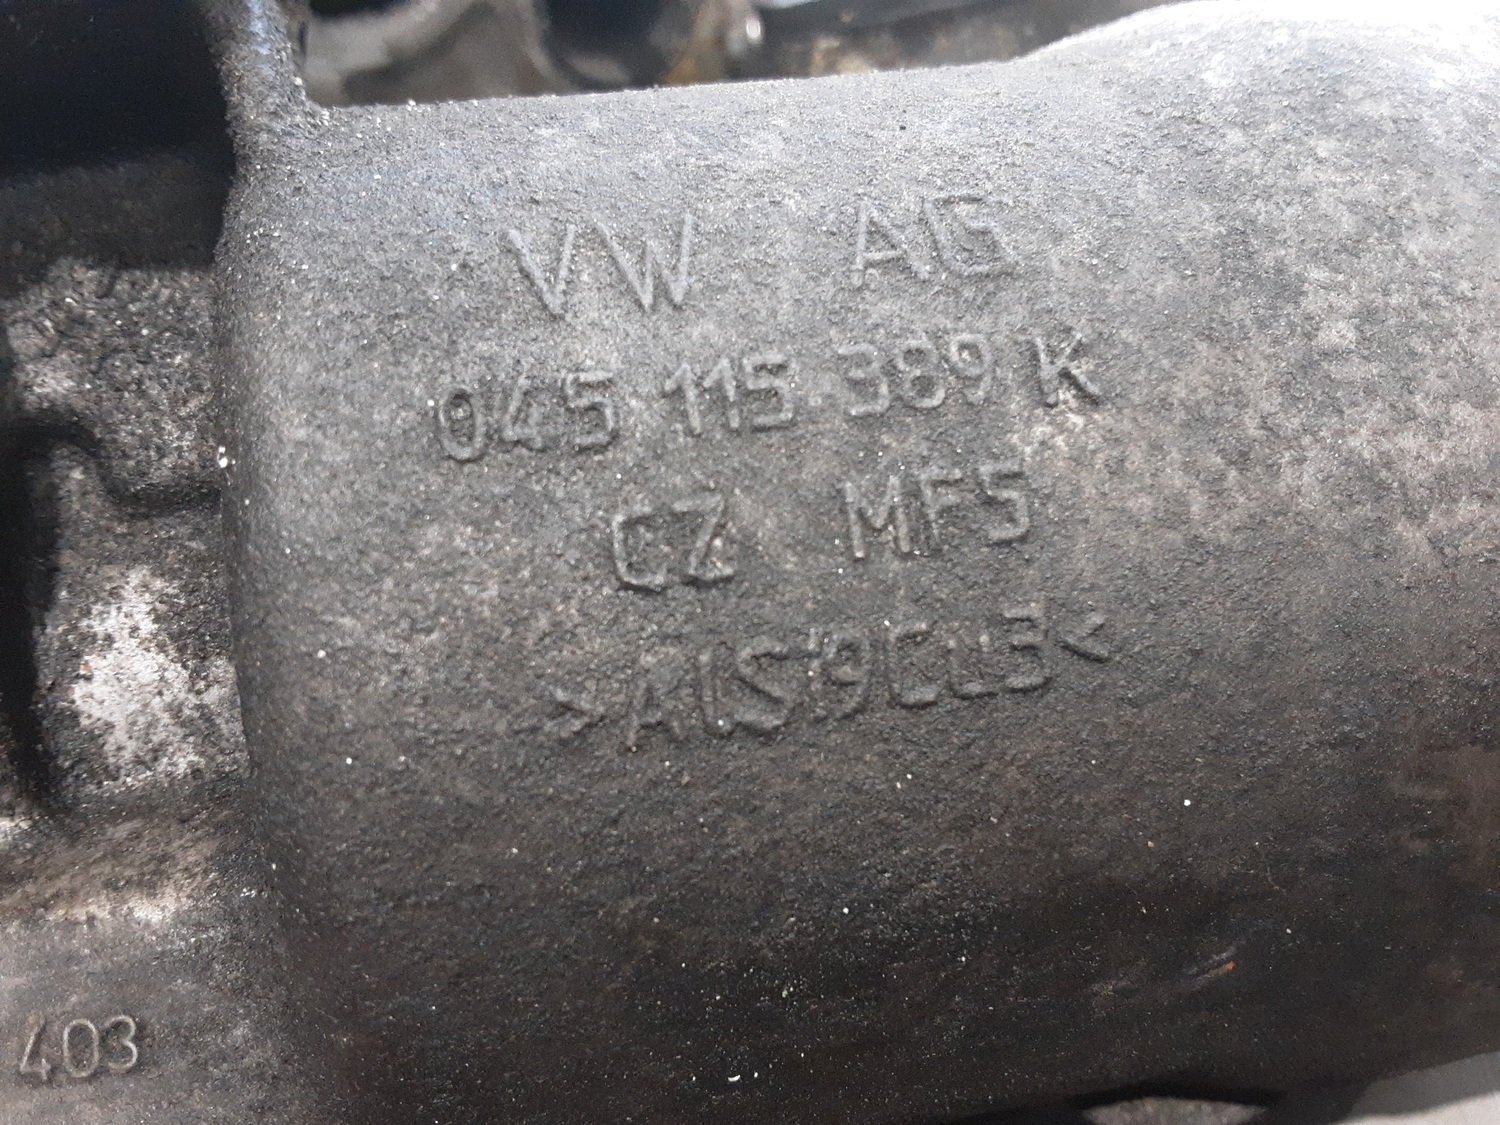 VW AG
045 115 389 K
CZ MF5
>AlSi9Cu3<
403